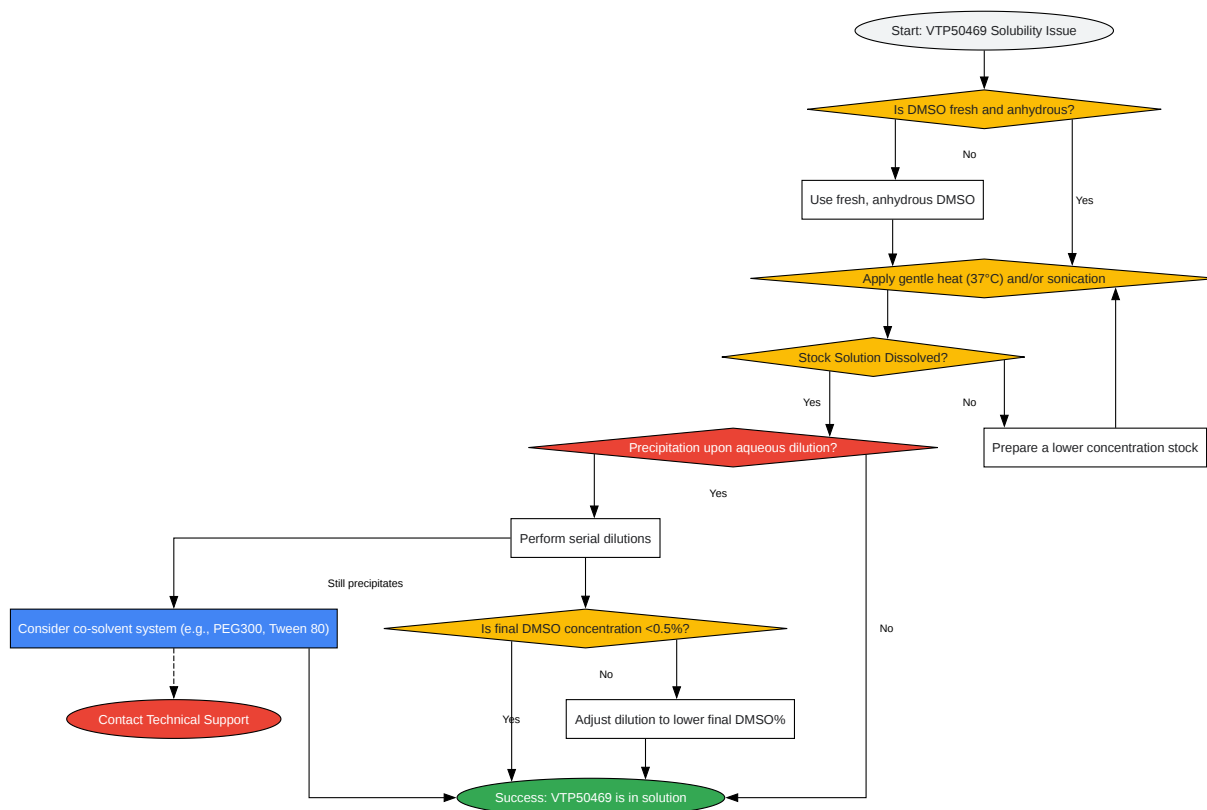 Start: VTP50469 Solubility Issue
Is DMSO fresh and anhydrous?
No
Use fresh, anhydrous DMSO
Yes
Apply gentle heat (37°C) and/or sonication
Stock Solution Dissolved?
Yes
No
Precipitation upon aqueous dilution?
Prepare a lower concentration stock
Yes
Perform serial dilutions
Still precipitates
Consider co-solvent system (e.g., PEG300, Tween 80)
Is final DMSO concentration <0.5%?
No
No
Contact Technical Support
Yes
Adjust dilution to lower final DMSO%
Success: VTP50469 is in solution